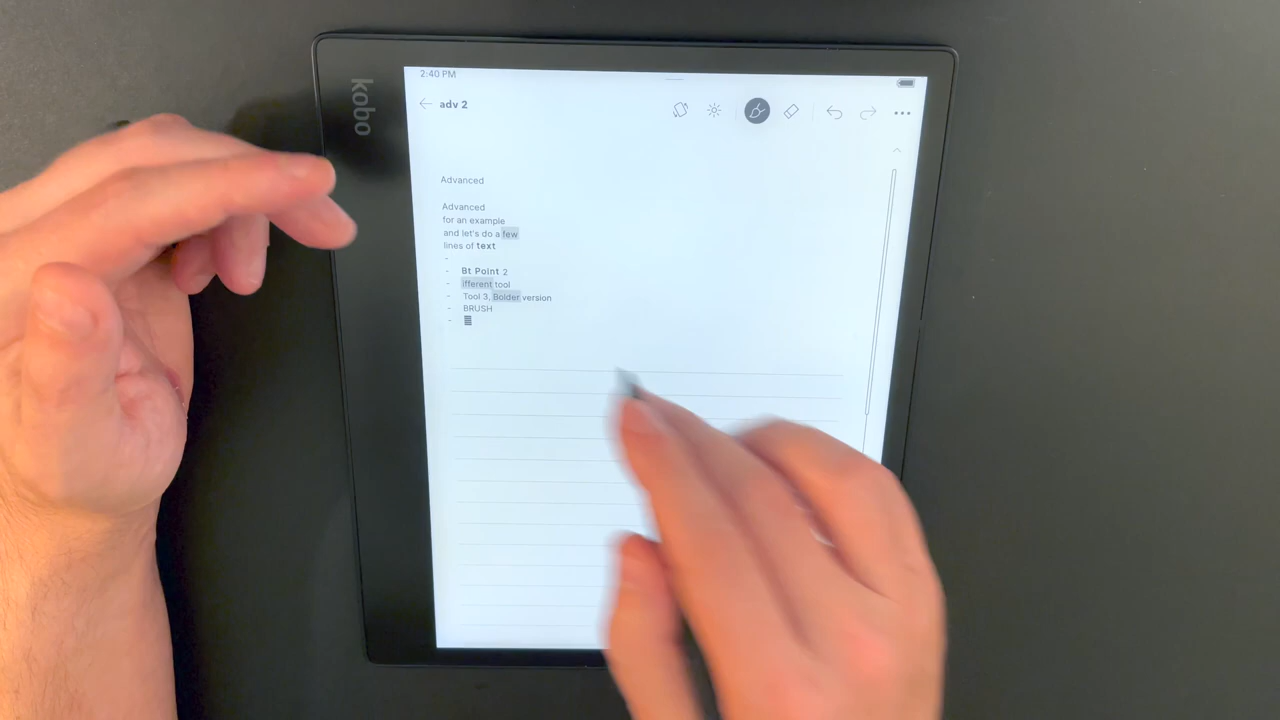 kobo
2:40 PM
adv 2
Advanced
Advanced
for an example
and let's do a few
lines of text
-
- Bt Point 2
- ifferent tool
- Tool 3, Bolder version
- BRUSH
-